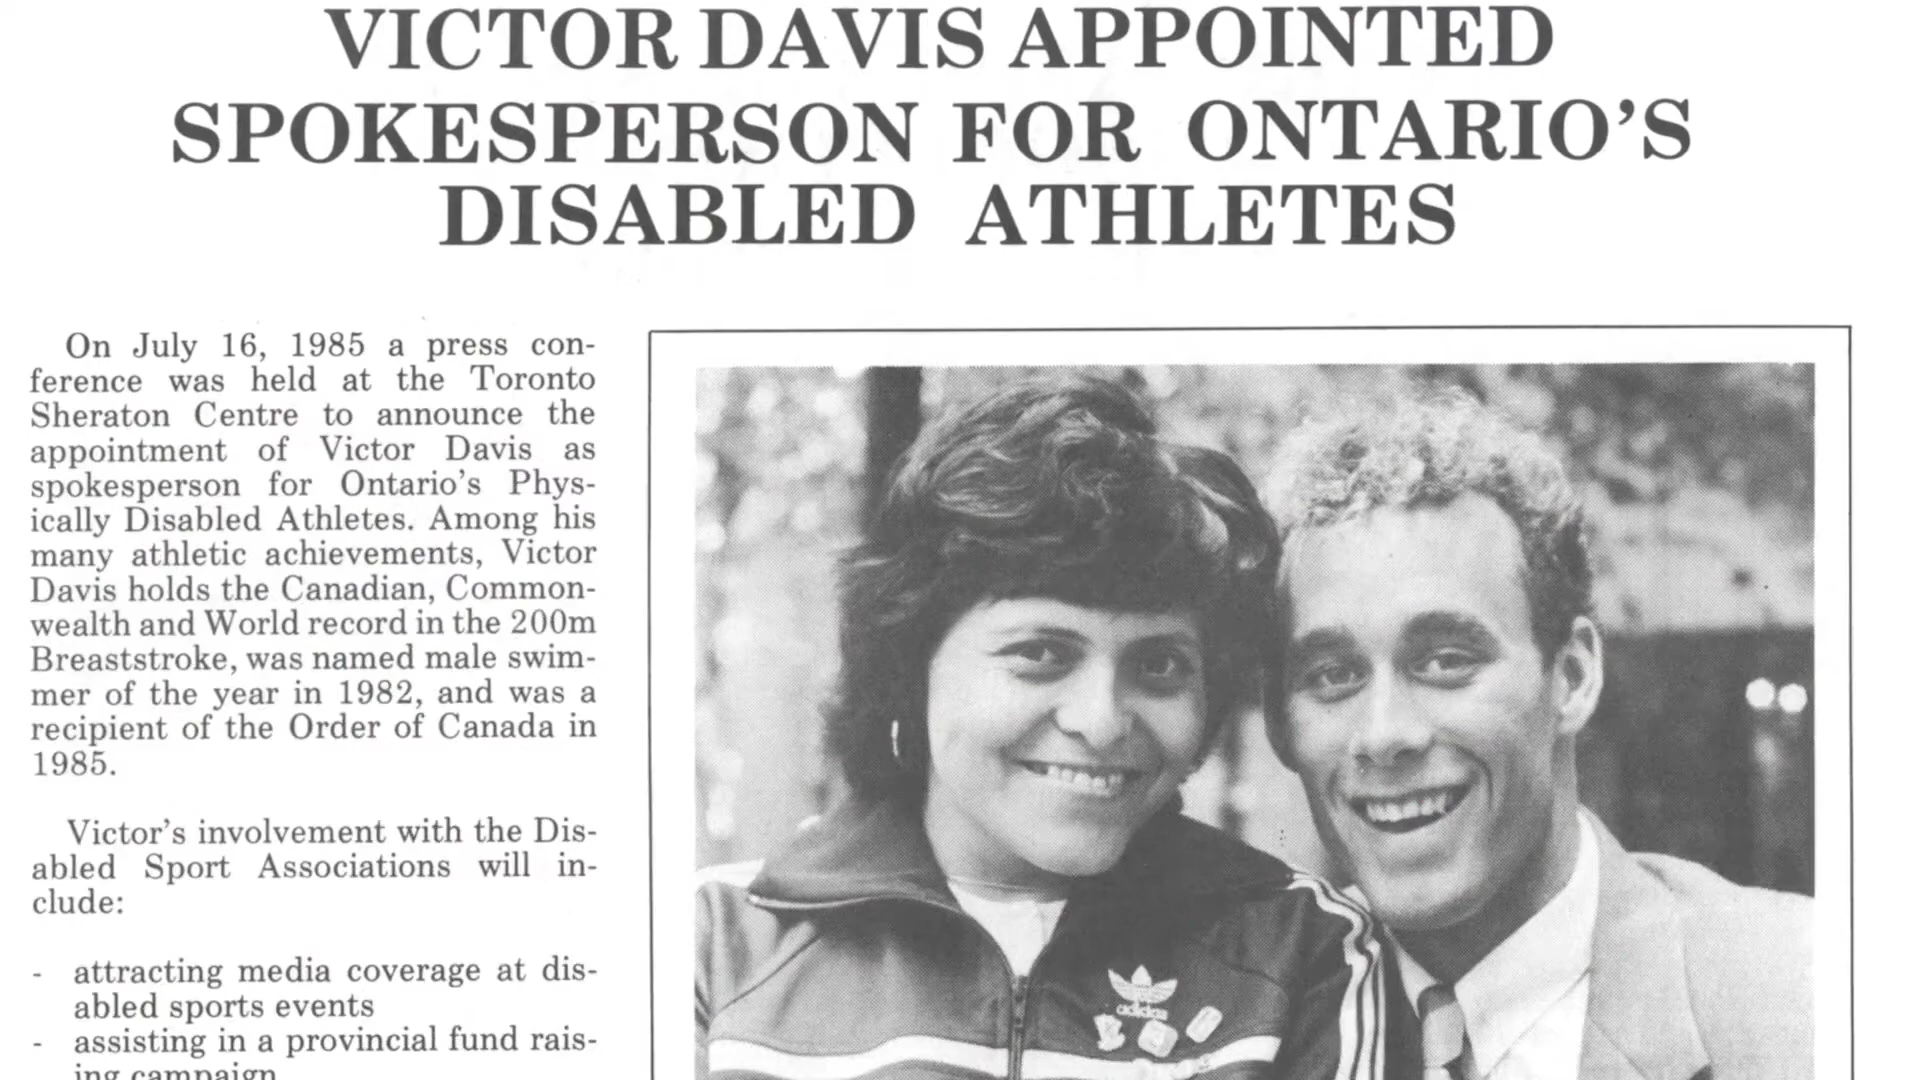 VICTOR DAVIS APPOINTED
SPOKESPERSON FOR ONTARIO'S
DISABLED ATHLETES
On July 16, 1985 a press con-
ference was held at the Toronto
Sheraton Centre to announce the
appointment of Victor Davis as
spokesperson for Ontario's Phys-
ically Disabled Athletes. Among his
many athletic achievements, Victor
Davis holds the Canadian, Common-
wealth and World record in the 200m
Breaststroke, was named male swim-
mer of the year in 1982, and was a
recipient of the Order of Canada in
1985.
Victor's involvement with the Dis-
abled Sport Associations will in-
clude:
- attracting media coverage at dis-
abled sports events
- assisting in a provincial fund rais-
ing campaign
adidas